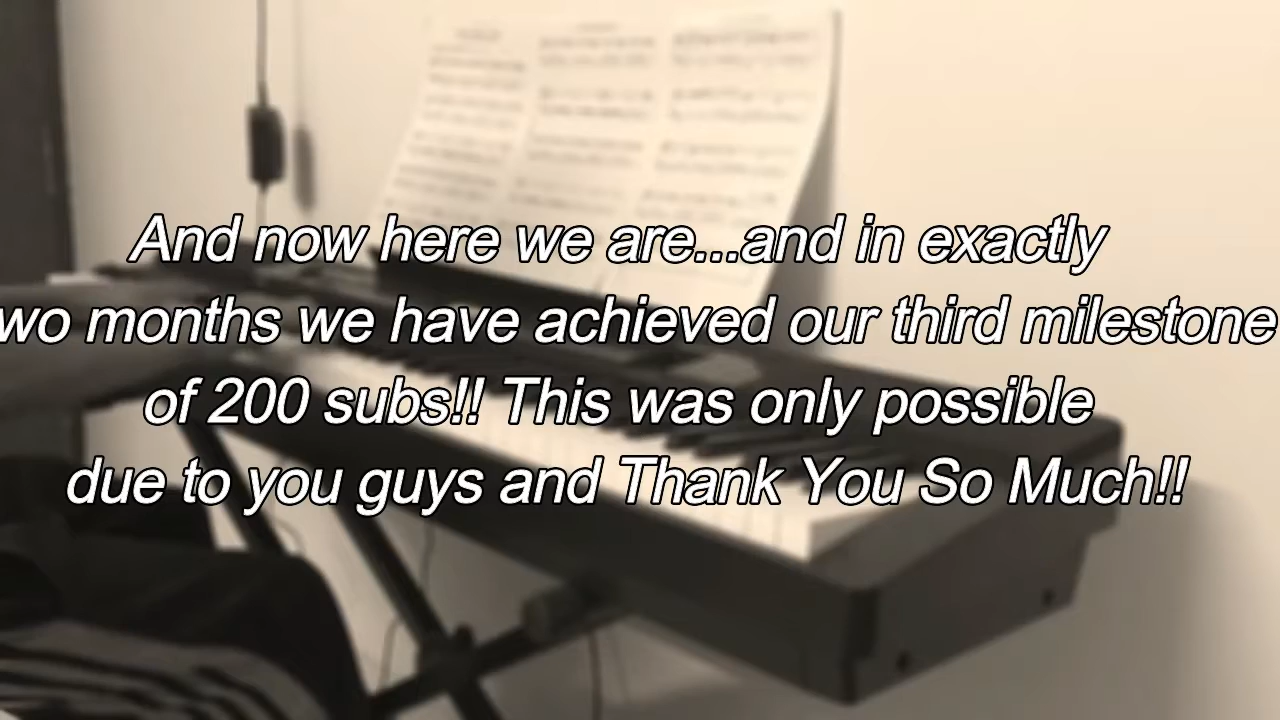 And now here we are...and in exactly
wo months we have achieved our third milestone
of 200 subs!! This was only possible
due to you guys and Thank You So Much!!